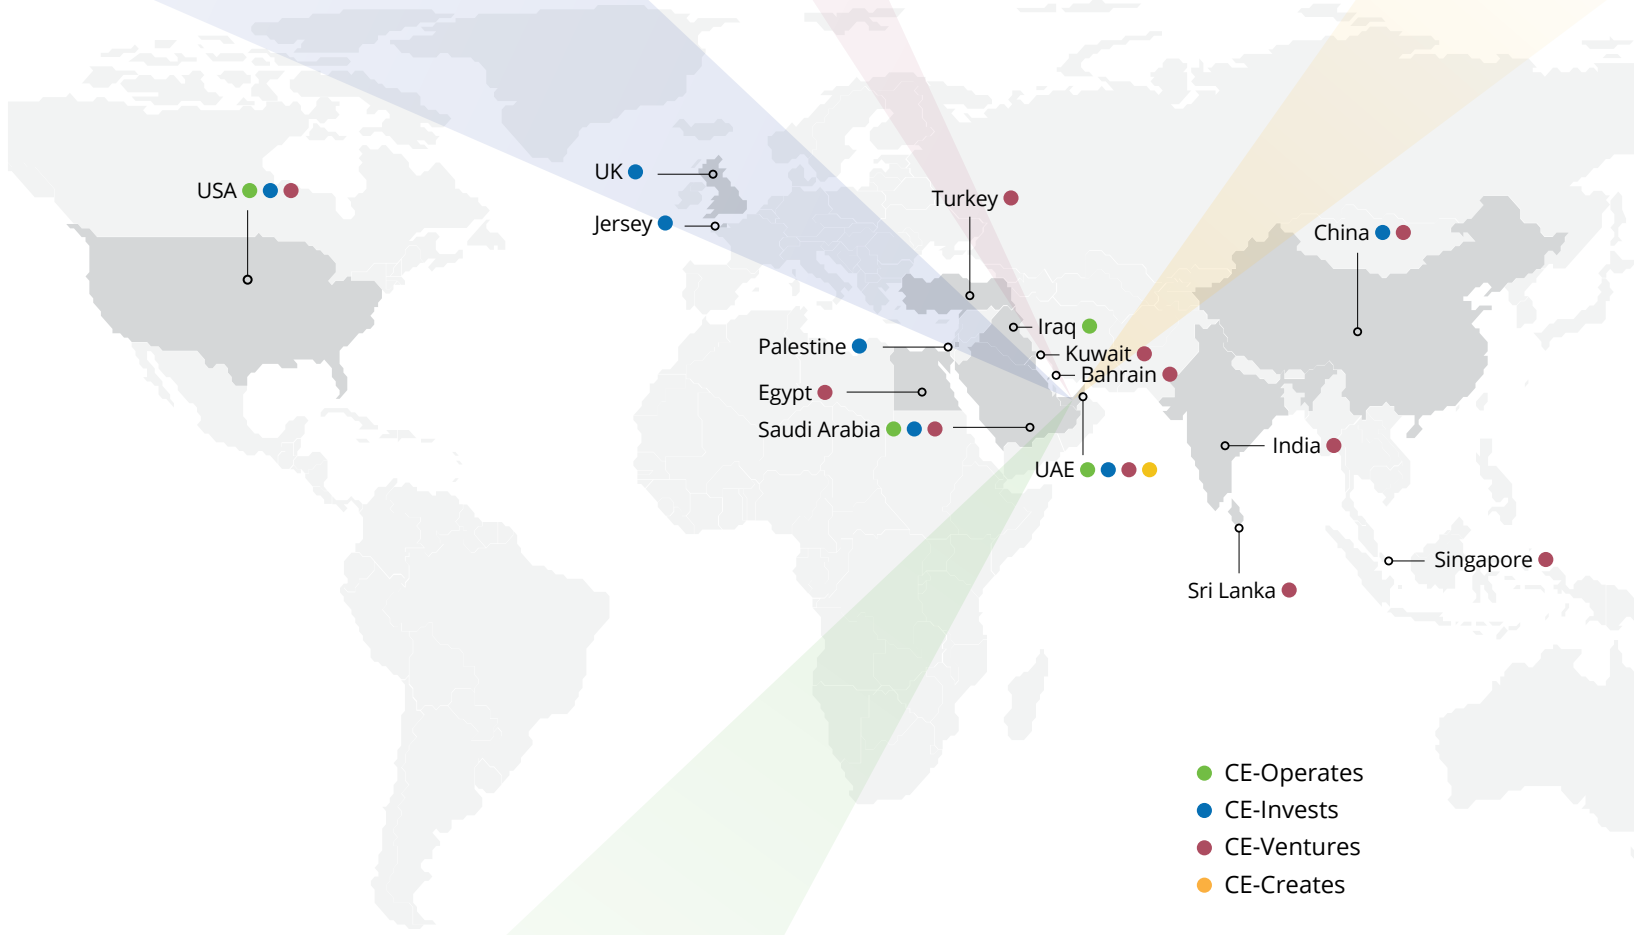 UK
USA
Turkey
Jersey
China
Iraq
Palestine
Kuwait
Bahrain
Egypt
Saudi Arabia
India
UAE
Singapore
Sri Lanka
CE-Operates
CE-Invests
CE-Ventures
CE-Creates